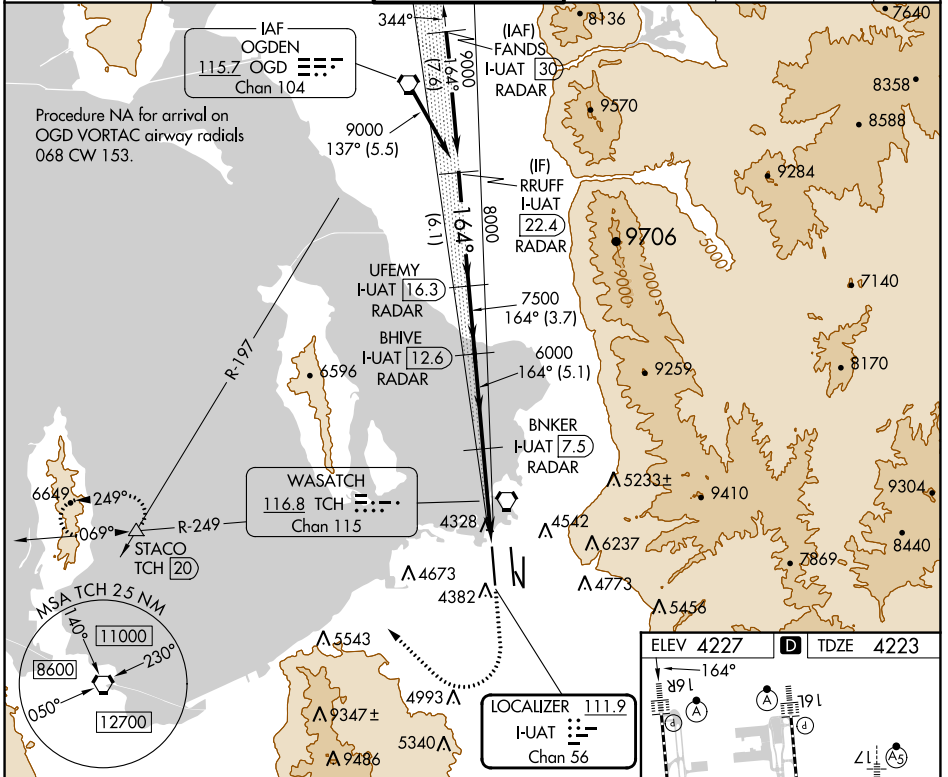 IAF
OGDEN
115.7 OGD
Chan 104
Procedure NA for arrival on
OGD VORTAC airway radials
068 CW 153.
9000
137° (5.5)
344°
9000
164°
(7.6)
(IAF)
FANDS
I-UAT 30
RADAR
8136
7640
9570
8358
8588
9284
(IF)
RRUFF
I-UAT
22.4
RADAR
8000
164°
(6.1)
9706
5000
7000
9000
UFEMY
I-UAT 16.3
RADAR
7500
164° (3.7)
7140
BHIVE
I-UAT 12.6
RADAR
6000
164° (5.1)
R-197
6596
9259
8170
BNKER
I-UAT 7.5
RADAR
WASATCH
116.8 TCH
Chan 115
5233±
9410
9304
6649
249°
069°
R-249
STACO
TCH 20
4328
4542
6237
8440
7869
4673
4382
4773
5456
MSA TCH 25 NM
140°
11000
230°
8600
050°
12700
5543
4993
9347±
5340
9486
LOCALIZER 111.9
I-UAT
Chan 56
ELEV 4227 D TDZE 4223
164°
16R
A
A
16L
P
P
17
A5